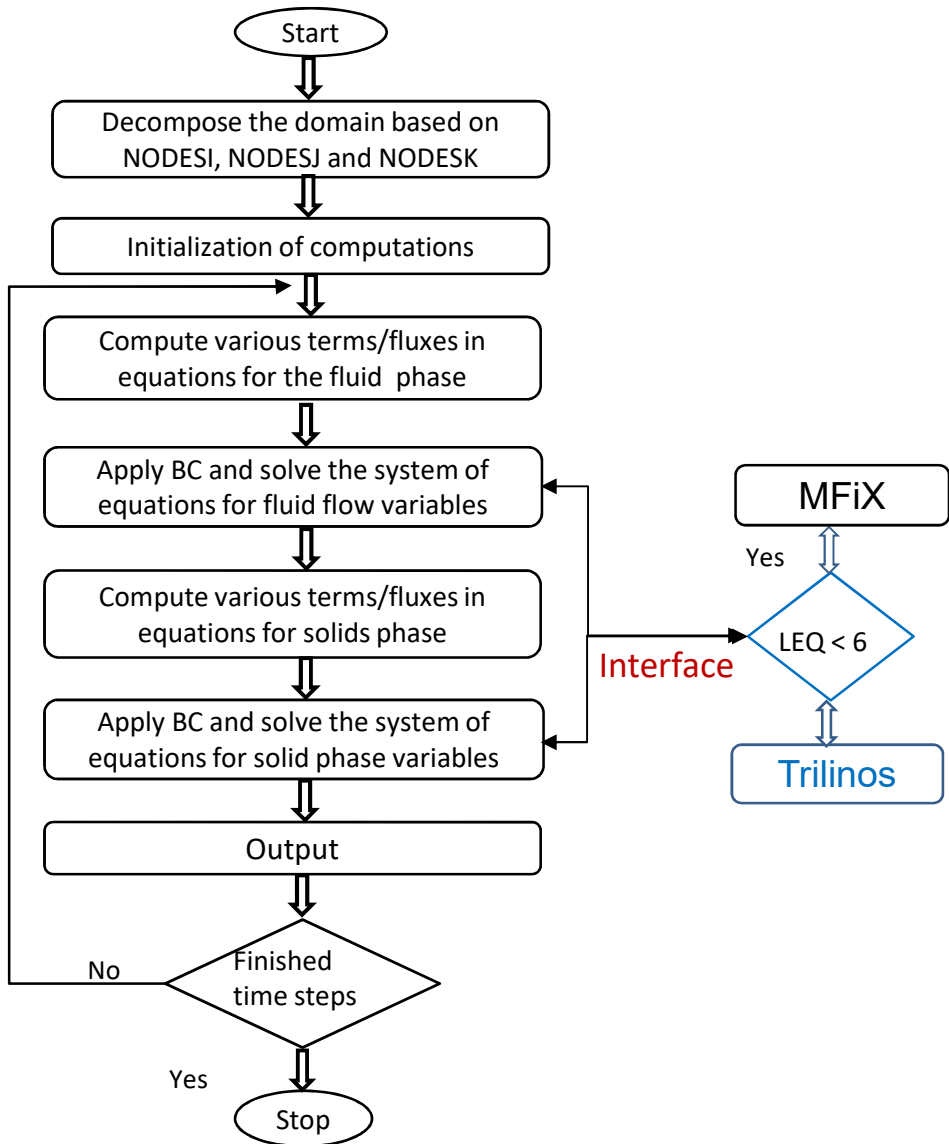 Start
Decompose the domain based on
NODESI, NODESJ and NODESK
Initialization of computations
Compute various terms/fluxes in
equations for the fluid phase
Apply BC and solve the system of
equations for fluid flow variables
Compute various terms/fluxes in
equations for solids phase
Apply BC and solve the system of
equations for solid phase variables
Output
Finished
time steps
No
Yes
Stop
Interface
MFiX
Yes
LEQ < 6
Trilinos